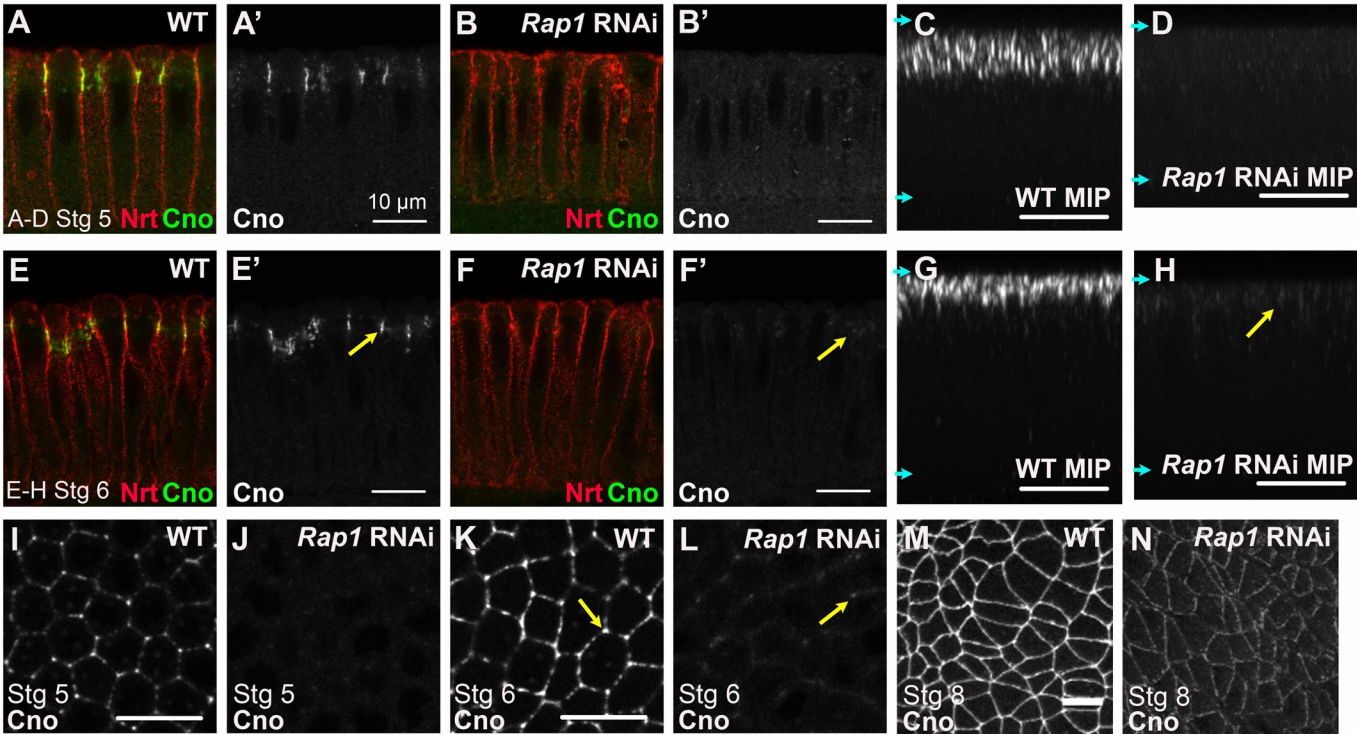 A WT
A'
B Rap1 RNAi
B'
C
D
A-D Stg 5 Nrt Cno
Cno 10 µm
Nrt Cno
Cno
WT MIP
Rap1 RNAi MIP
E WT
E'
F Rap1 RNAi
F'
G
H
E-H Stg 6 Nrt Cno
Cno
Nrt Cno
Cno
WT MIP
Rap1 RNAi MIP
I WT
J Rap1 RNAi
K WT
L Rap1 RNAi
M WT
N Rap1 RNAi
Stg 5
Cno
Stg 5
Cno
Stg 6
Cno
Stg 6
Cno
Stg 8
Cno
Stg 8
Cno